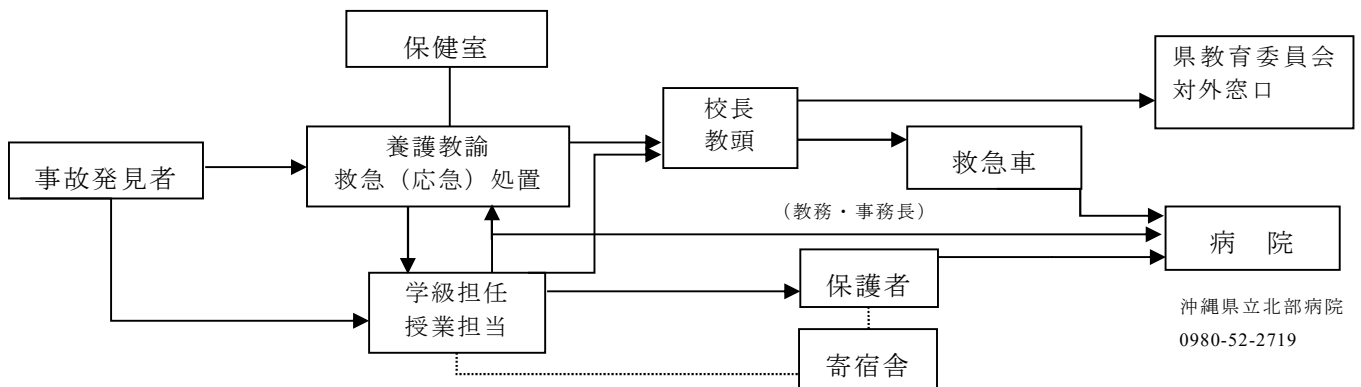 保健室
県教育委員会
対外窓口
校長
教頭
養護教諭
救急（応急）処置
事故発見者
救急車
（教務・事務長）
病　院
保護者
学級担任
授業担当
沖縄県立北部病院
0980-52-2719
寄宿舎